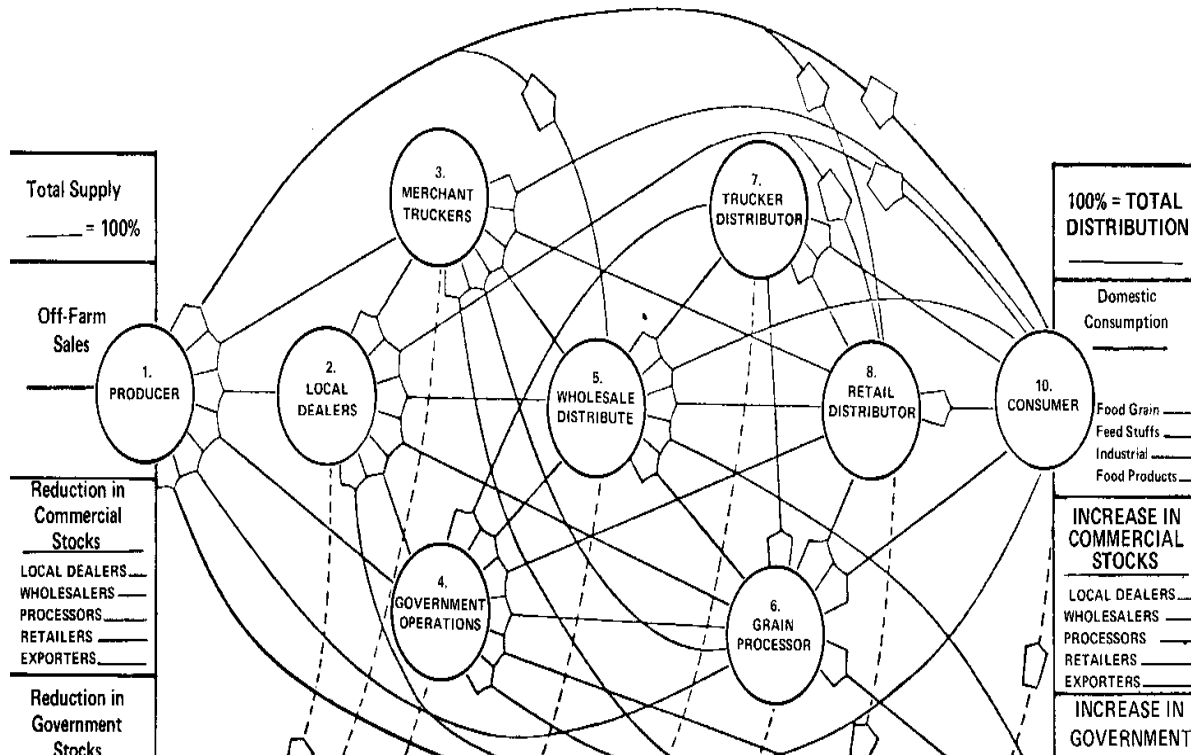 Total Supply
_____ = 100%
Off-Farm
Sales
Reduction in
Commercial
Stocks
LOCAL DEALERS
WHOLESALERS
PROCESSORS
RETAILERS
EXPORTERS
Reduction in
Government
Stocks
1.
PRODUCER
2.
LOCAL
DEALERS
3.
MERCHANT
TRUCKERS
4.
GOVERNMENT
OPERATIONS
5.
WHOLESALE
DISTRIBUTE
6.
GRAIN
PROCESSOR
7.
TRUCKER
DISTRIBUTOR
8.
RETAIL
DISTRIBUTOR
10.
CONSUMER
100% = TOTAL
DISTRIBUTION
Domestic
Consumption
Food Grain
Feed Stuffs
Industrial
Food Products
INCREASE IN
COMMERCIAL
STOCKS
LOCAL DEALERS
WHOLESALERS
PROCESSORS
RETAILERS
EXPORTERS
INCREASE IN
GOVERNMENT